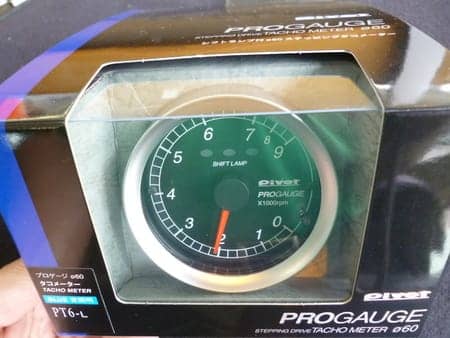 pivot
PROGAUGE
STEPPING DRIVE TACHO METER ø60
6
7
8
5
9
SHIFT LAMP
4
pivot
PROGAUGE
X1000rpm
3
2
1
0
プロゲージ ø60
タコメーター
TACHO METER
PT6-L
pivot
PROGAUGE
STEPPING DRIVE TACHO METER ø60